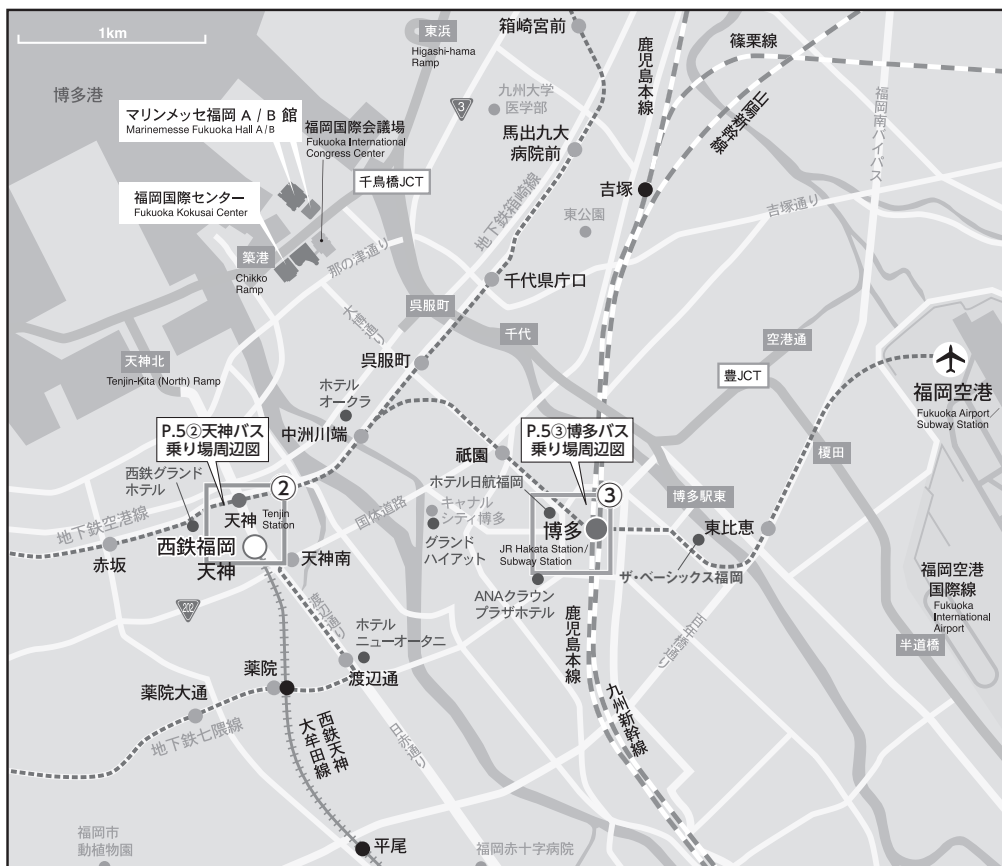 1km
博多港
東浜
Higashi-hama
Ramp
箱崎宮前
鹿児島本線
篠栗線
山陽新幹線
福岡南バイパス
3
九州大学
医学部
マリンメッセ福岡 A / B 館
Marinemesse Fukuoka Hall A / B
福岡国際会議場
Fukuoka International
Congress Center
千鳥橋JCT
馬出九大
病院前
吉塚
吉塚通り
福岡国際センター
Fukuoka Kokusai Center
地下鉄箱崎線
東公園
築港
Chikko
Ramp
那の津通り
大博通り
千代県庁口
呉服町
千代
空港通
天神北
Tenjin-Kita (North) Ramp
呉服町
豊JCT
福岡空港
Fukuoka Airport/
Subway Station
ホテル
オークラ
中洲川端
P.5②天神バス
乗り場周辺図
P.5③博多バス
乗り場周辺図
祇園
榎田
西鉄グランド
ホテル
②
③
ホテル日航福岡
博多駅東
地下鉄空港線
天神
Tenjin
Station
国体道路
キャナル
シティ博多
グランド
ハイアット
博多
JR Hakata Station/
Subway Station
東比恵
赤坂
西鉄福岡
天神
天神南
ザ・ベーシックス福岡
ANAクラウン
プラザホテル
福岡空港
国際線
Fukuoka
International
Airport
202
渡辺通り
ホテル
ニューオータニ
鹿児島本線
百年橋通り
半道橋
薬院
渡辺通
薬院大通
地下鉄七隈線
西鉄天神
大牟田線
日赤通り
九州新幹線
福岡市
動植物園
平尾
福岡赤十字病院